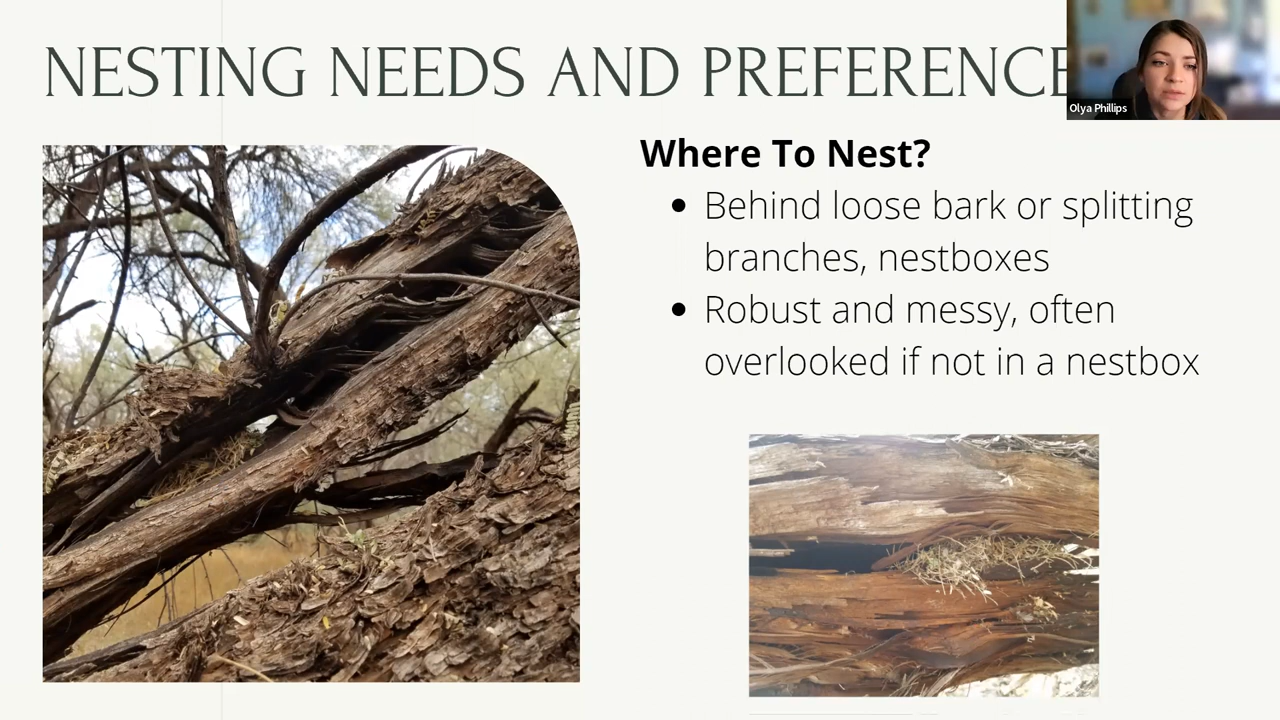 NESTING NEEDS AND PREFERENCE
Olya Phillips
Where To Nest?
Behind loose bark or splitting
branches, nestboxes
Robust and messy, often
overlooked if not in a nestbox